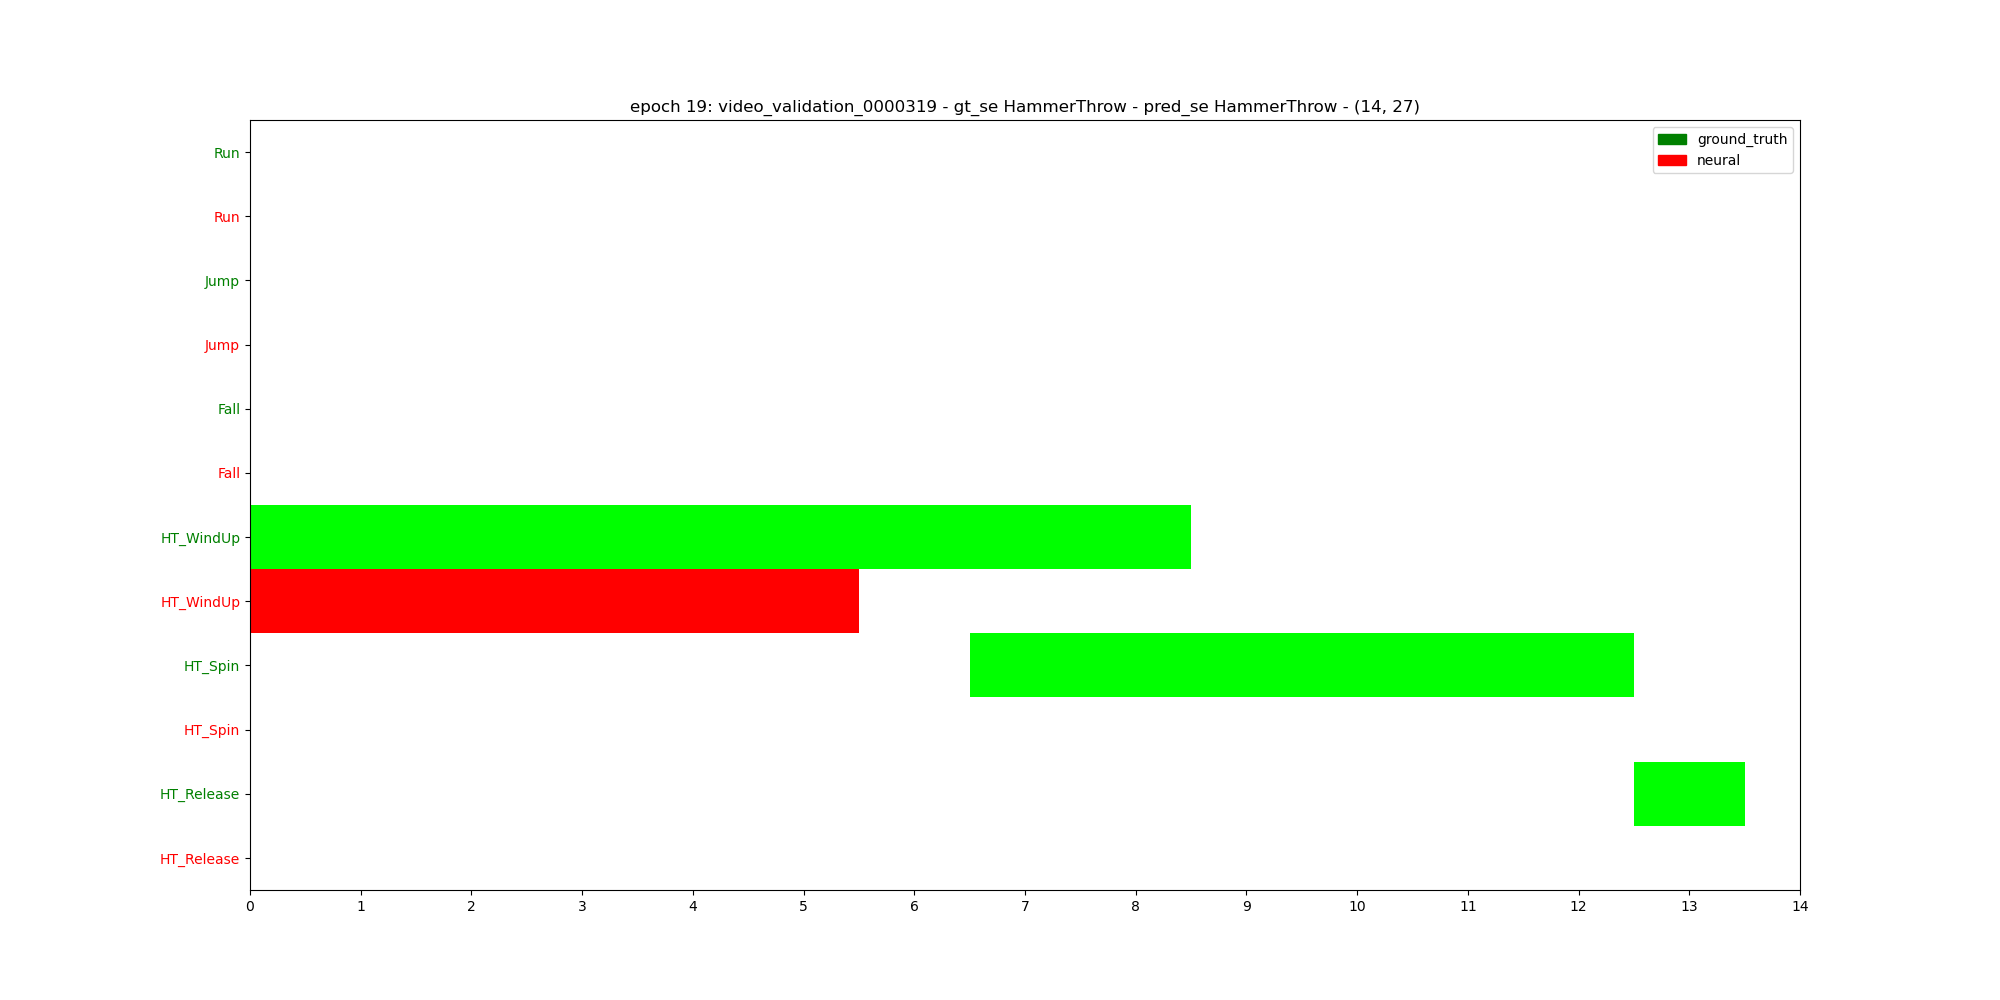 epoch 19: video_validation_0000319 - gt_se HammerThrow - pred_se HammerThrow - (14, 27)
ground_truth
neural
Run
Run
Jump
Jump
Fall
Fall
HT_WindUp
HT_WindUp
HT_Spin
HT_Spin
HT_Release
HT_Release
0 1 2 3 4 5 6 7 8 9 10 11 12 13 14